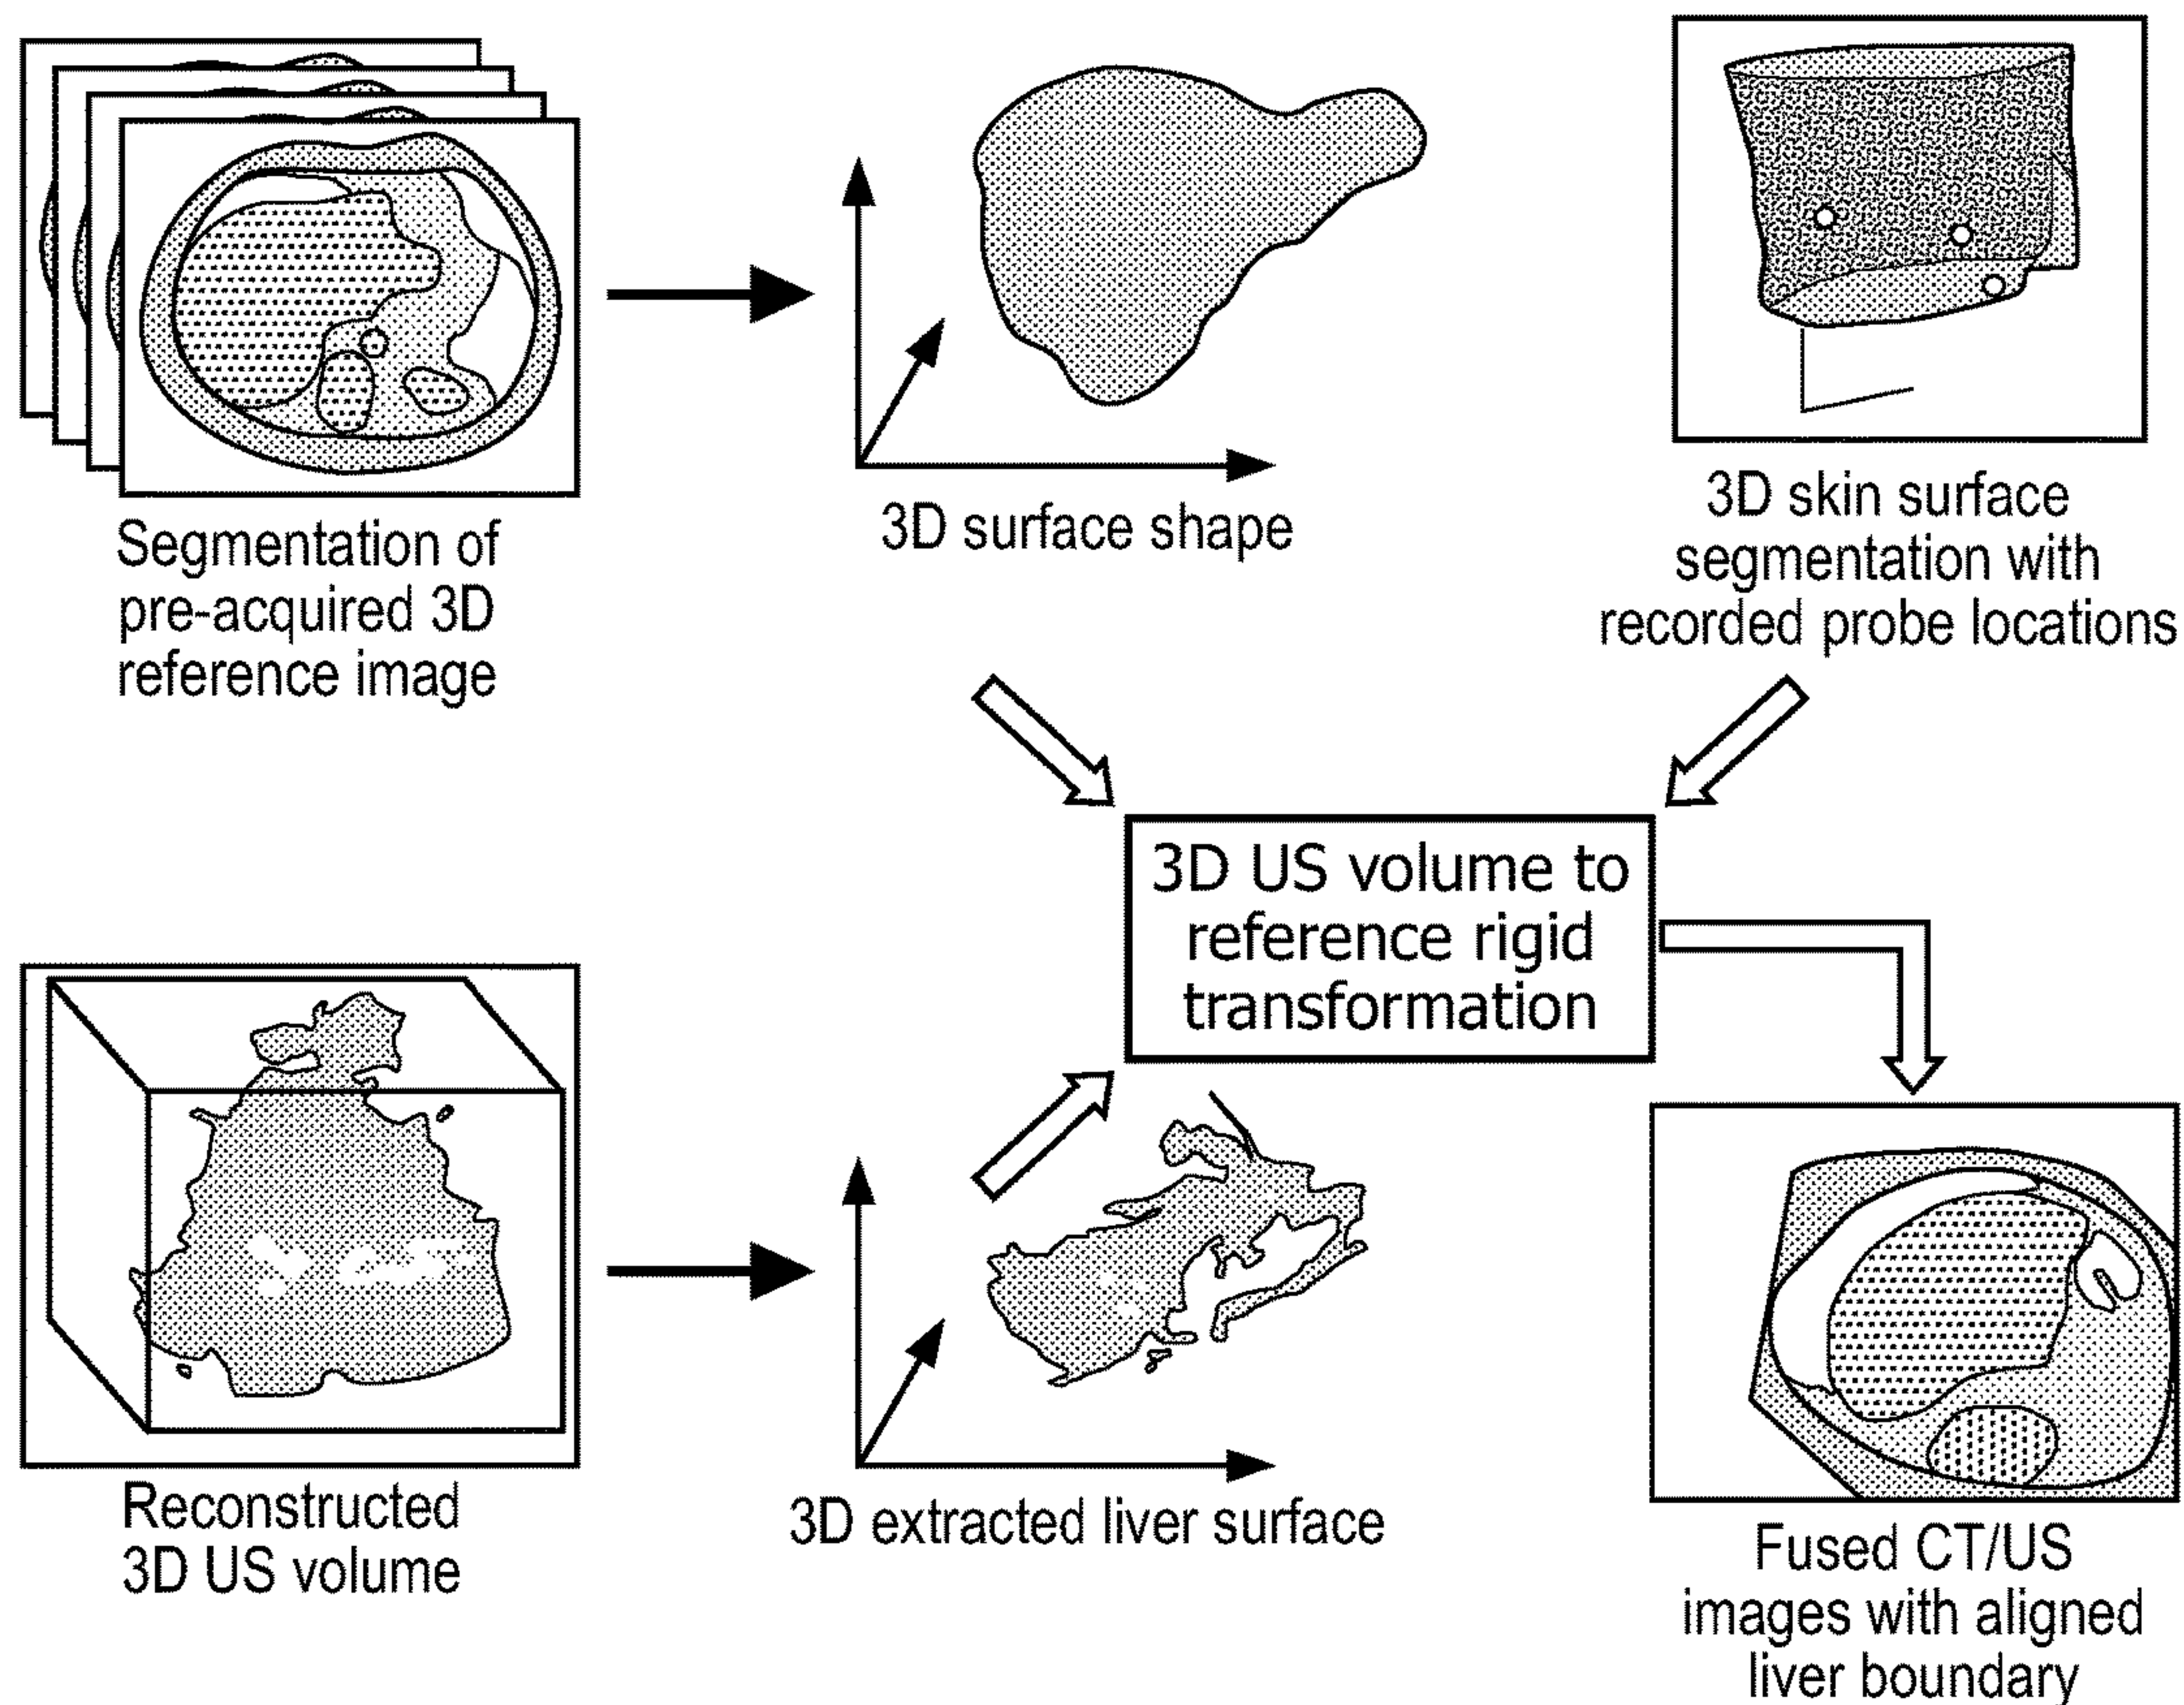 Segmentation of
pre-acquired 3D
reference image
3D surface shape
3D skin surface
segmentation with
recorded probe locations
3D US volume to
reference rigid
transformation
Reconstructed
3D US volume
3D extracted liver surface
Fused CT/US
images with aligned
liver boundary